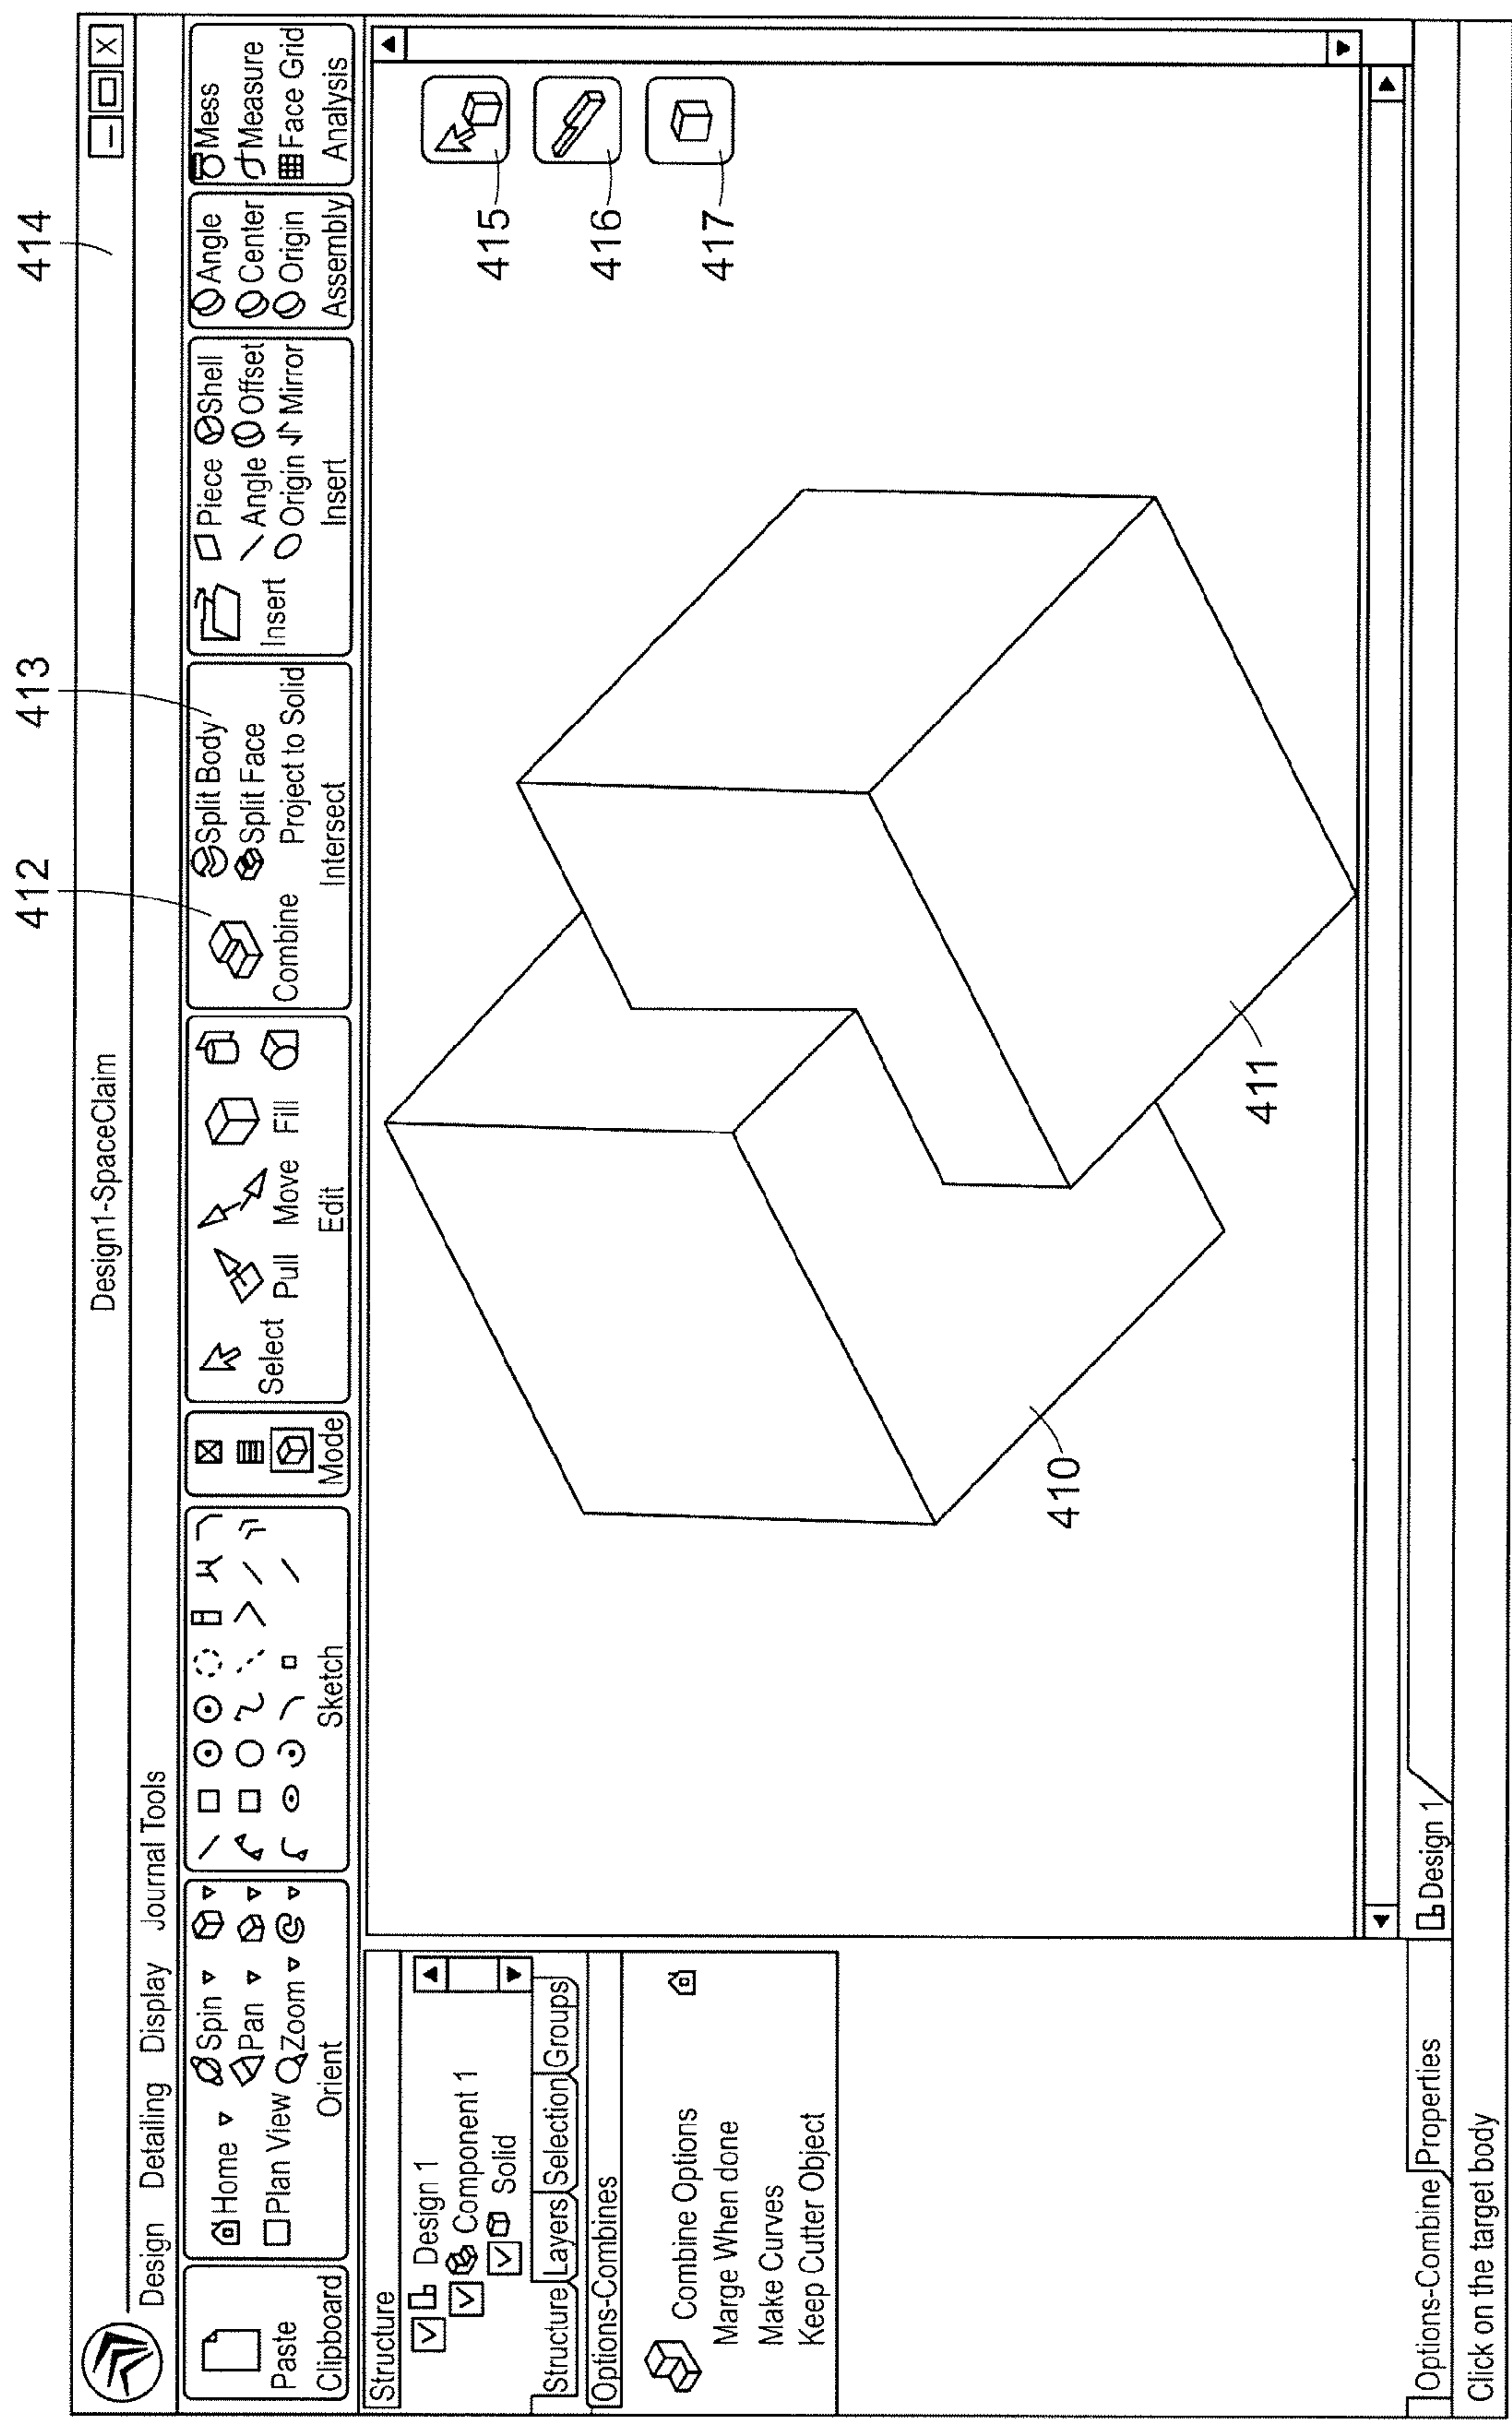 412 413 414
Design1-SpaceClaim
Design Detailing Display Journal Tools
Paste
Clipboard
Home Spin
Plan View Pan
Zoom
Orient
Sketch
Mode
Select Pull Move Fill
Edit
Combine
Split Body
Split Face
Project to Solid
Intersect
Insert
Piece Shell
Angle Offset
Origin Mirror
Insert
Angle
Center
Origin
Assembly
Mess
Measure
Face Grid
Analysis
Structure
Design 1
Component 1
Solid
Structure Layers Selection Groups
Options-Combines
Combine Options
Marge When done
Make Curves
Keep Cutter Object
415
416
417
410
411
Options-Combine Properties
Design 1
Click on the target body